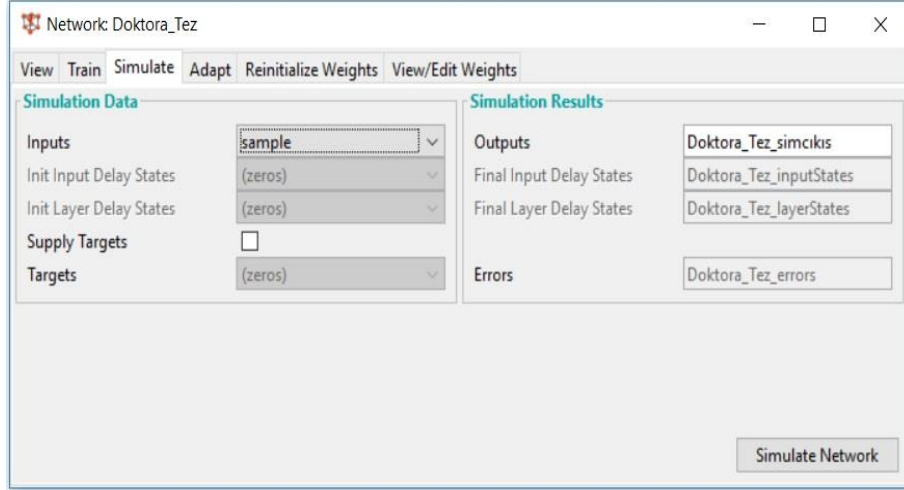 Network: Doktora_Tez
View Train Simulate Adapt Reinitialize Weights View/Edit Weights
Simulation Data
Inputs sample
Init Input Delay States (zeros)
Init Layer Delay States (zeros)
Supply Targets
Targets (zeros)
Simulation Results
Outputs Doktora_Tez_simcıkıs
Final Input Delay States Doktora_Tez_inputStates
Final Layer Delay States Doktora_Tez_layerStates
Errors Doktora_Tez_errors
Simulate Network